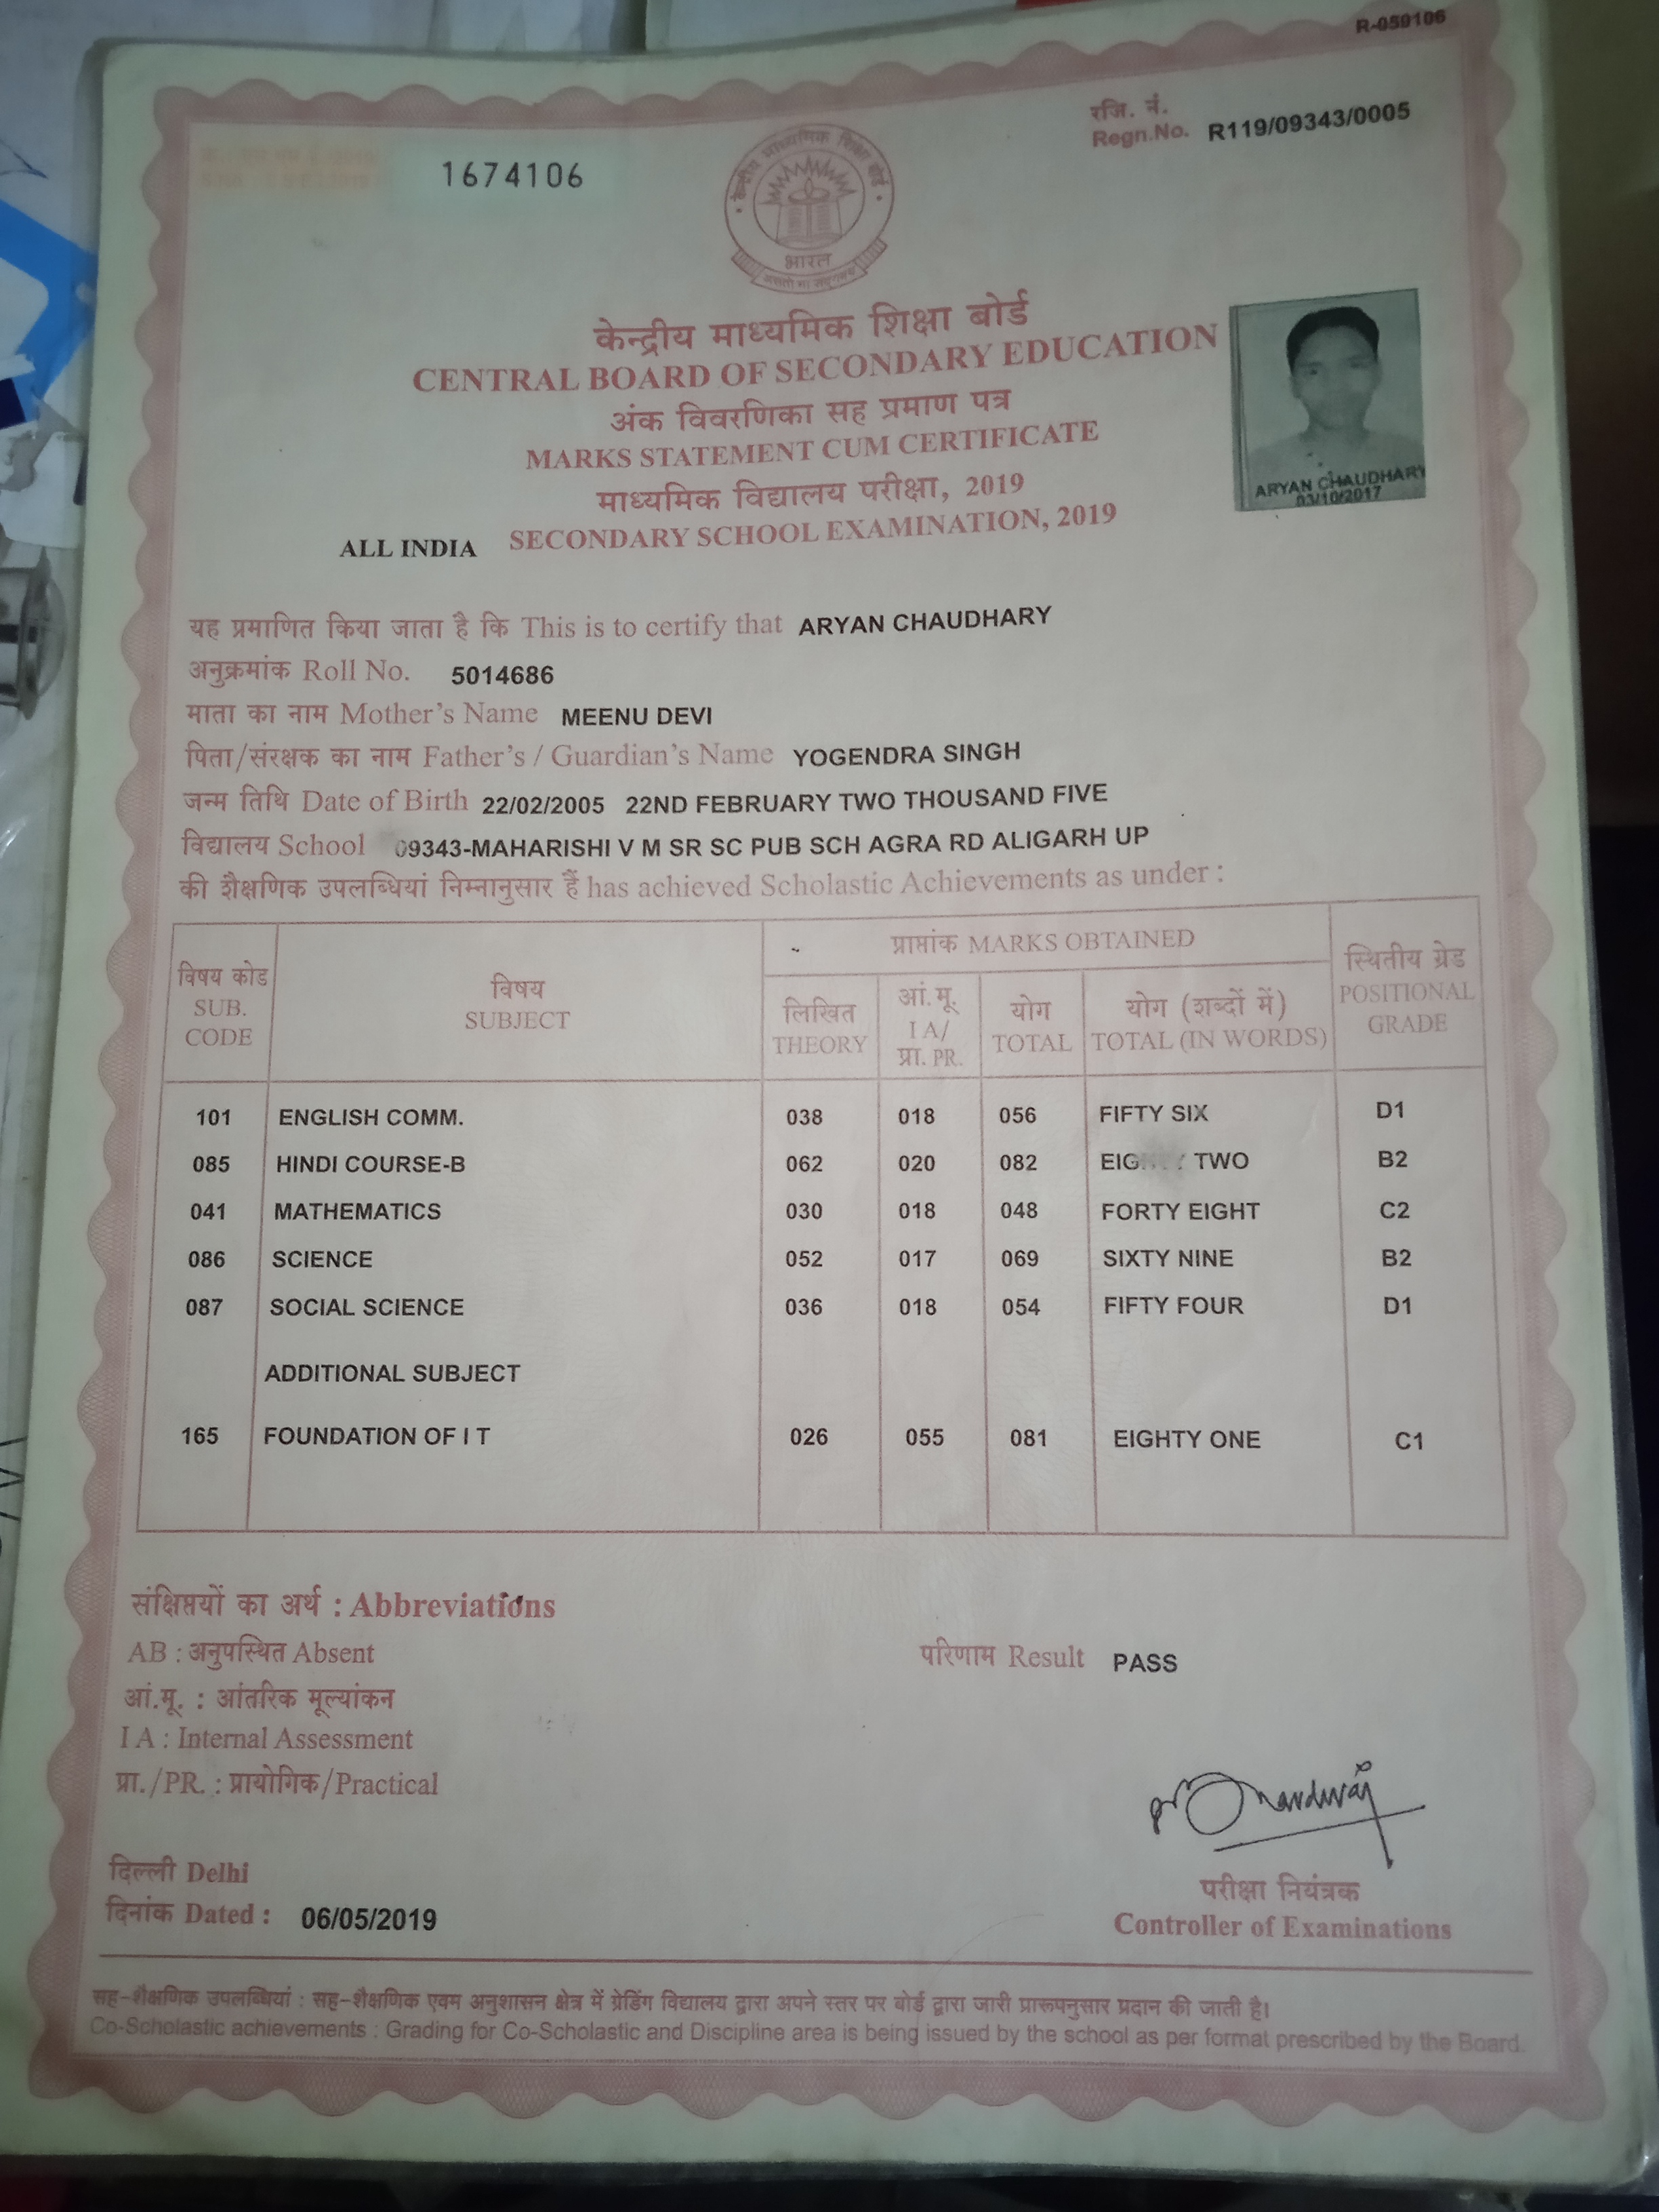 R-059106
रजि. नं.
Regn.No. R119/09343/0005
1674106
केन्द्रीय माध्यमिक शिक्षा बोर्ड
भारत
असतो मा सद्गमय
केन्द्रीय माध्यमिक शिक्षा बोर्ड
CENTRAL BOARD OF SECONDARY EDUCATION
अंक विवरणिका सह प्रमाण पत्र
MARKS STATEMENT CUM CERTIFICATE
माध्यमिक विद्यालय परीक्षा, 2019
ALL INDIA SECONDARY SCHOOL EXAMINATION, 2019
ARYAN CHAUDHARY
03/10/2017
यह प्रमाणित किया जाता है कि This is to certify that ARYAN CHAUDHARY
अनुक्रमांक Roll No. 5014686
माता का नाम Mother's Name MEENU DEVI
पिता/संरक्षक का नाम Father's / Guardian's Name YOGENDRA SINGH
जन्म तिथि Date of Birth 22/02/2005 22ND FEBRUARY TWO THOUSAND FIVE
विद्यालय School 09343-MAHARISHI V M SR SC PUB SCH AGRA RD ALIGARH UP
की शैक्षणिक उपलब्धियां निम्नानुसार हैं has achieved Scholastic Achievements as under :
विषय कोड
SUB.
CODE
विषय
SUBJECT
प्राप्तांक MARKS OBTAINED
लिखित
THEORY
आं.मू.
I A/
प्रा. PR.
योग
TOTAL
योग (शब्दों में)
TOTAL (IN WORDS)
स्थितीय ग्रेड
POSITIONAL
GRADE
101 ENGLISH COMM. 038 018 056 FIFTY SIX D1
085 HINDI COURSE-B 062 020 082 EIGHTY TWO B2
041 MATHEMATICS 030 018 048 FORTY EIGHT C2
086 SCIENCE 052 017 069 SIXTY NINE B2
087 SOCIAL SCIENCE 036 018 054 FIFTY FOUR D1
ADDITIONAL SUBJECT
165 FOUNDATION OF I T 026 055 081 EIGHTY ONE C1
संक्षिप्तयों का अर्थ : Abbreviations
AB : अनुपस्थित Absent
आं.मू. : आंतरिक मूल्यांकन
I A : Internal Assessment
प्रा./PR. : प्रायोगिक/Practical
परिणाम Result PASS
दिल्ली Delhi
दिनांक Dated : 06/05/2019
परीक्षा नियंत्रक
Controller of Examinations
सह-शैक्षणिक उपलब्धियां : सह-शैक्षणिक एवम अनुशासन क्षेत्र में ग्रेडिंग विद्यालय द्वारा अपने स्तर पर बोर्ड द्वारा जारी प्रारूपनुसार प्रदान की जाती है।
Co-Scholastic achievements : Grading for Co-Scholastic and Discipline area is being issued by the school as per format prescribed by the Board.